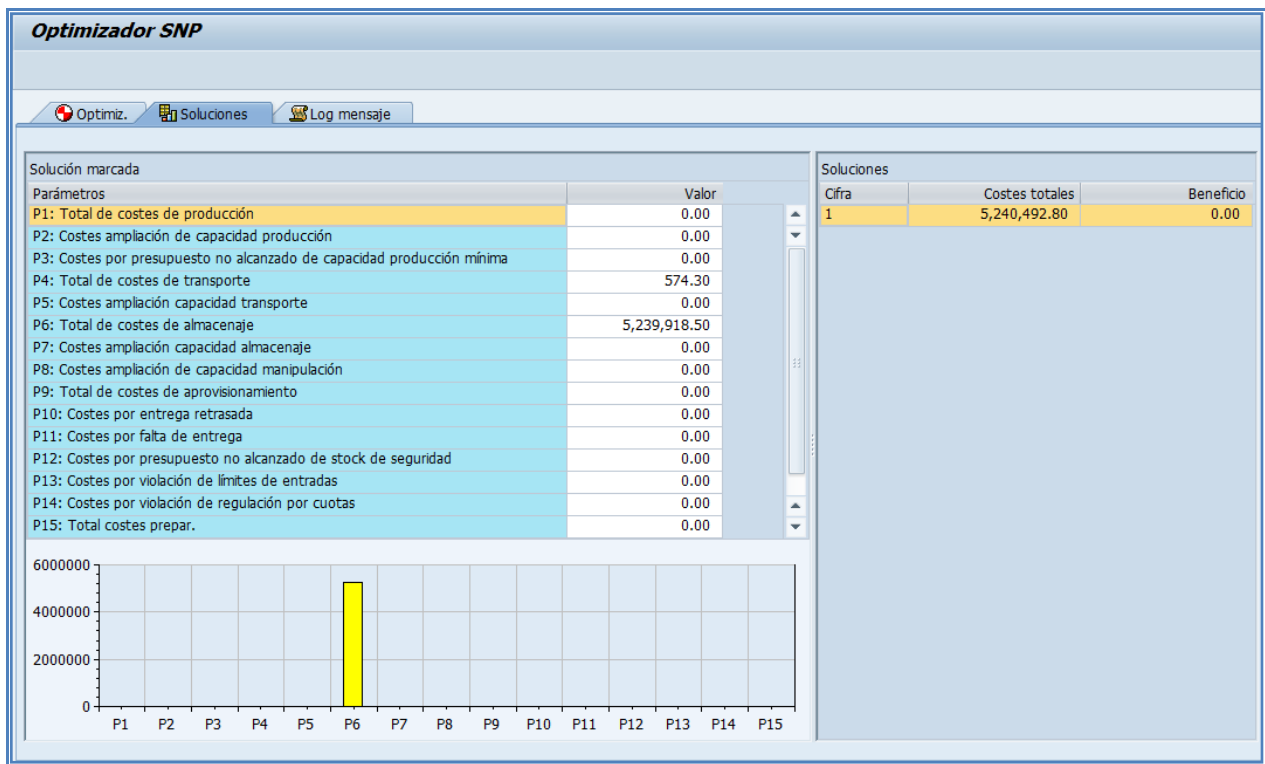 Optimizador SNP
Optimiz.
Soluciones
Log mensaje
Solución marcada
Parámetros Valor
P1: Total de costes de producción 0.00
P2: Costes ampliación de capacidad producción 0.00
P3: Costes por presupuesto no alcanzado de capacidad producción mínima 0.00
P4: Total de costes de transporte 574.30
P5: Costes ampliación capacidad transporte 0.00
P6: Total de costes de almacenaje 5,239,918.50
P7: Costes ampliación capacidad almacenaje 0.00
P8: Costes ampliación de capacidad manipulación 0.00
P9: Total de costes de aprovisionamiento 0.00
P10: Costes por entrega retrasada 0.00
P11: Costes por falta de entrega 0.00
P12: Costes por presupuesto no alcanzado de stock de seguridad 0.00
P13: Costes por violación de límites de entradas 0.00
P14: Costes por violación de regulación por cuotas 0.00
P15: Total costes prepar. 0.00
Soluciones
Cifra Costes totales Beneficio
1 5,240,492.80 0.00
6000000
4000000
2000000
0
P1 P2 P3 P4 P5 P6 P7 P8 P9 P10 P11 P12 P13 P14 P15